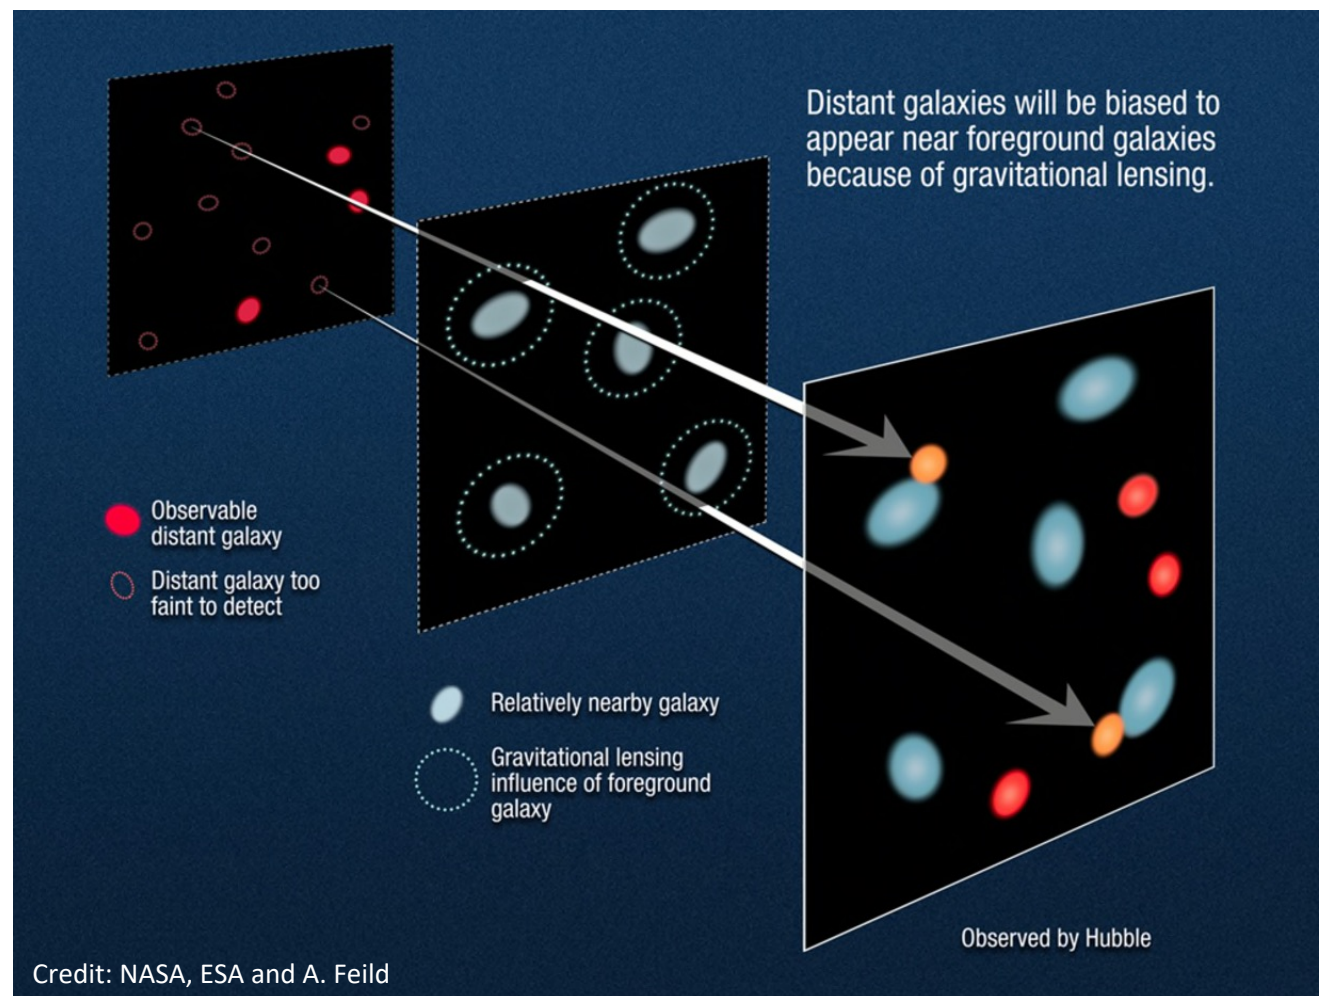 Distant galaxies will be biased to
appear near foreground galaxies
because of gravitational lensing.
Observable
distant galaxy
Distant galaxy too
faint to detect
Relatively nearby galaxy
Gravitational lensing
influence of foreground
galaxy
Observed by Hubble
Credit: NASA, ESA and A. Feild